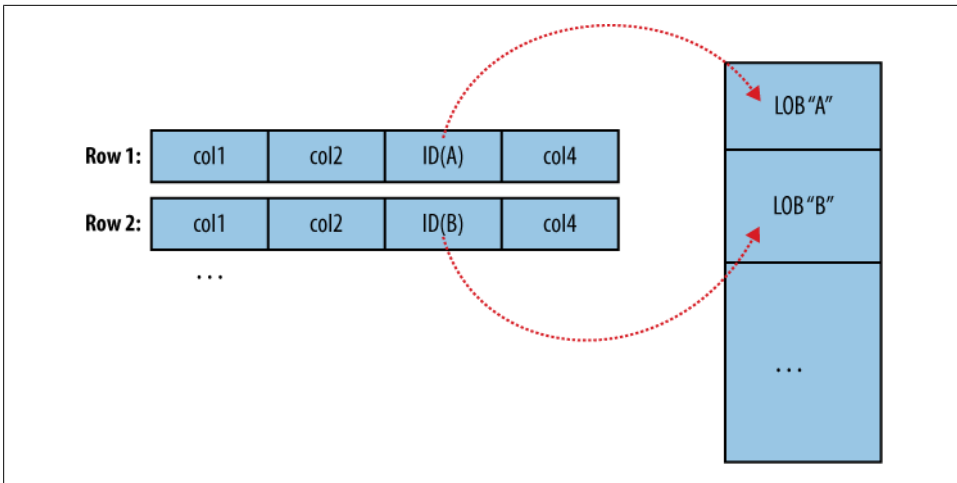 LOB “A”
Row 1: col1 col2 ID(A) col4
LOB “B”
Row 2: col1 col2 ID(B) col4
...
...